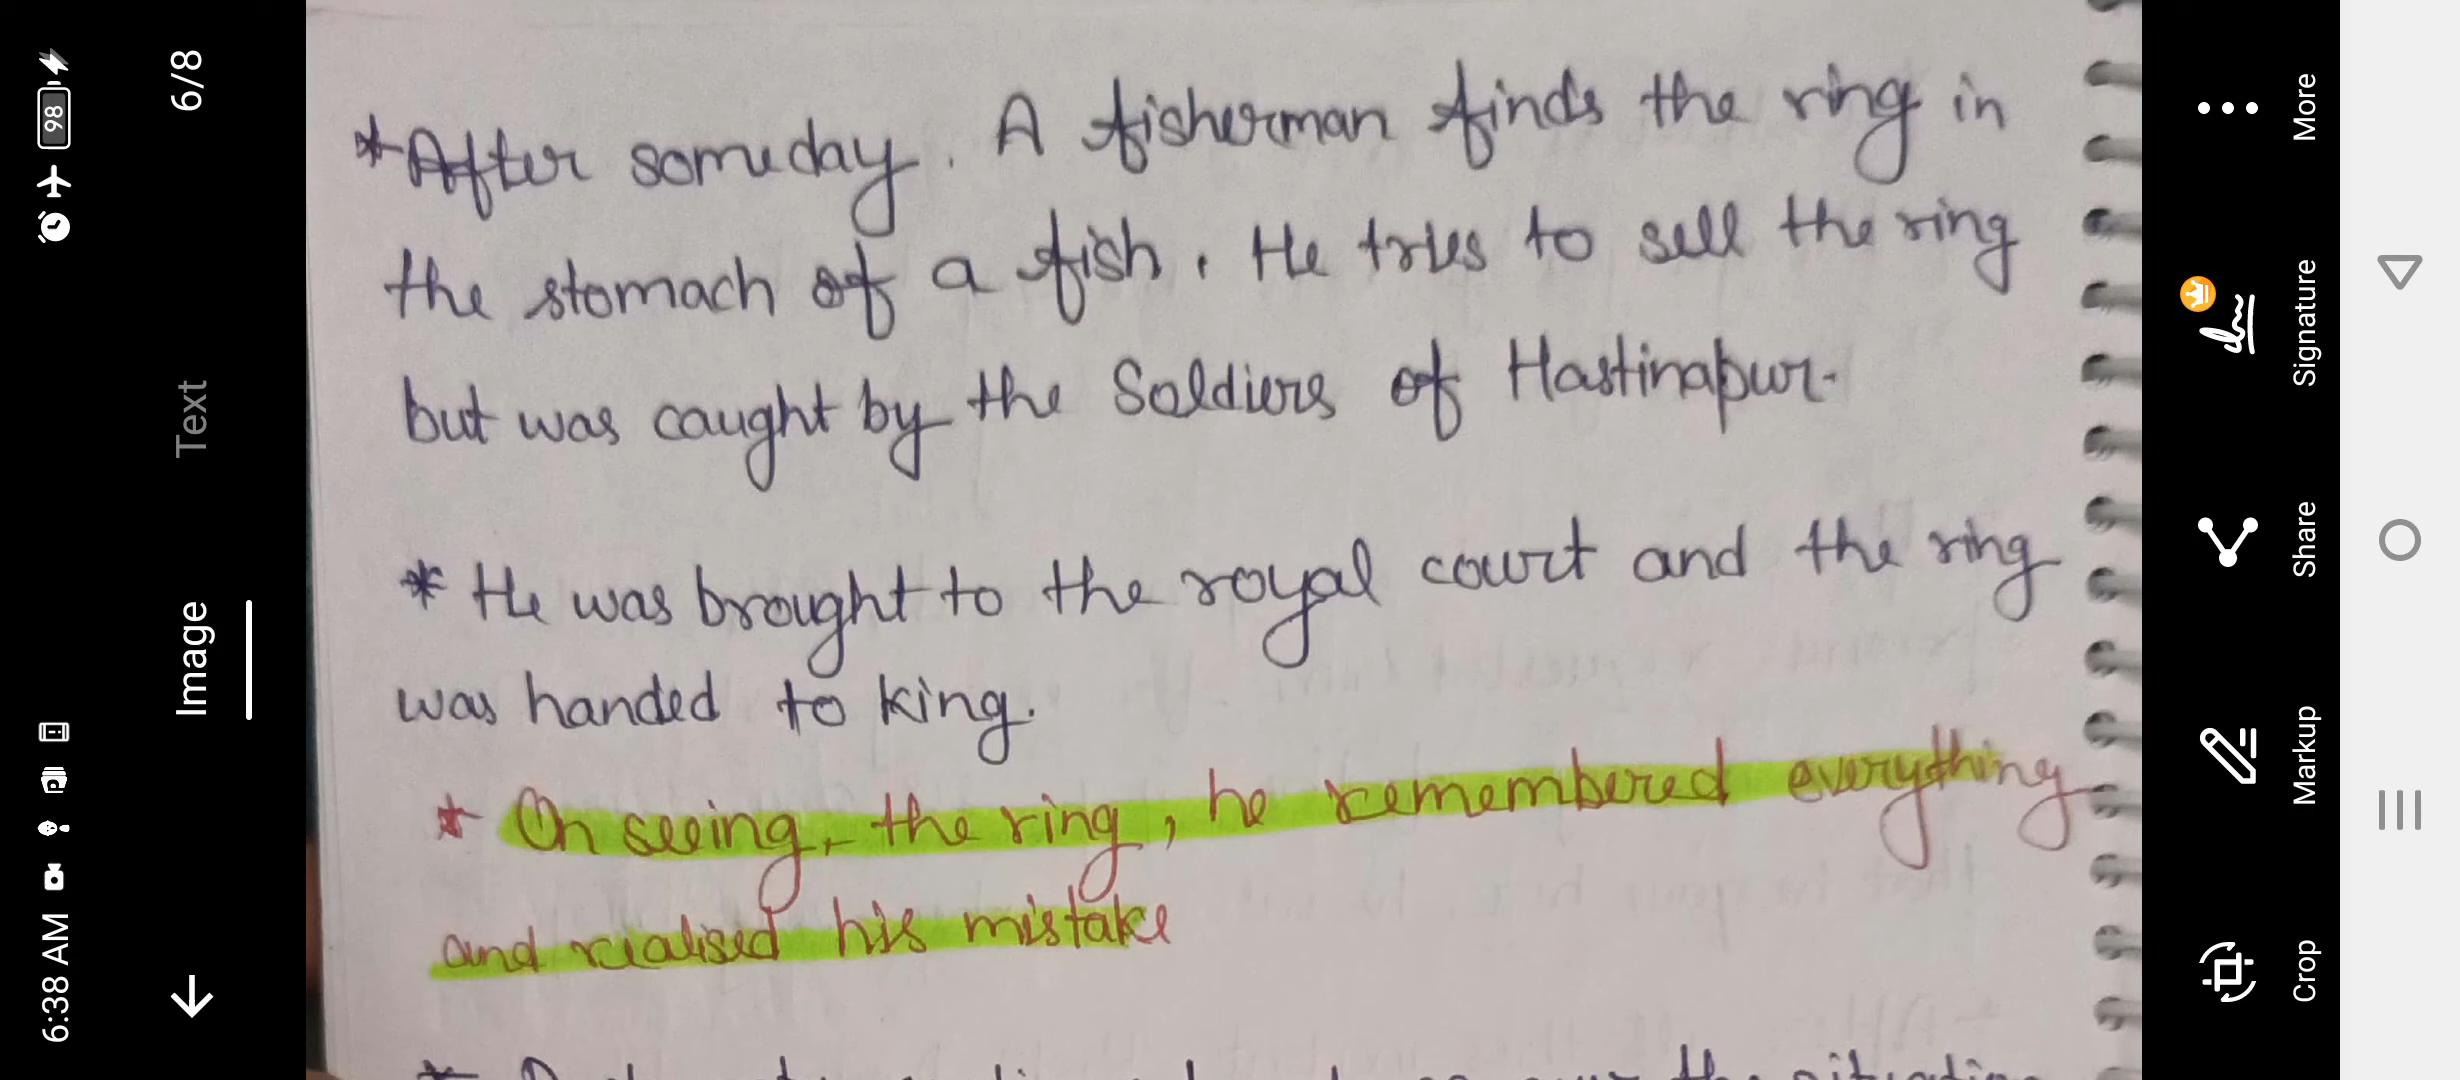 *After someday. A fisherman finds the ring in
the stomach of a fish. He tries to sell the ring
but was caught by the Soldiers of Hastinapur.
* He was brought to the royal court and the ring
was handed to king.
* On seeing, the ring, he remembered everything
and rialised his mistake
the situation
6:38 AM
98
6/8
Image
Text
Crop
Markup
Share
Signature
More